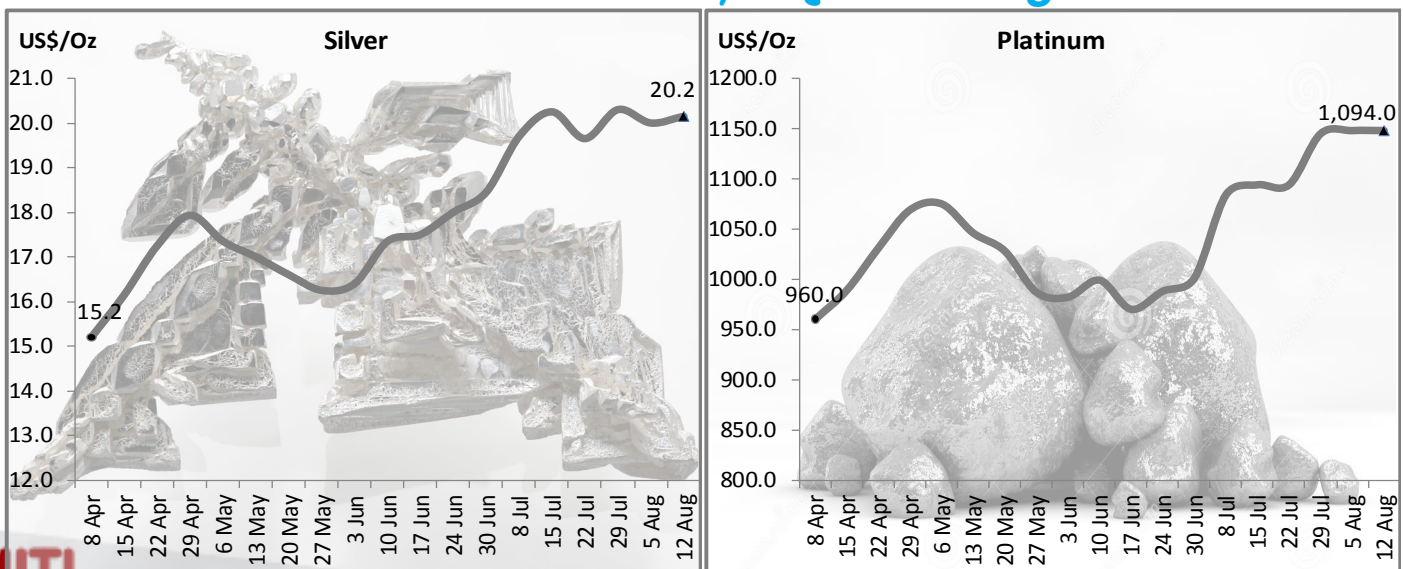 US$/Oz
Silver
21.0
20.0
19.0
18.0
17.0
16.0
15.0
14.0
13.0
12.0
15.2
20.2
8 Apr
15 Apr
22 Apr
29 Apr
6 May
13 May
20 May
27 May
3 Jun
10 Jun
17 Jun
24 Jun
30 Jun
8 Jul
15 Jul
22 Jul
29 Jul
5 Aug
12 Aug
US$/Oz
Platinum
1200.0
1150.0
1100.0
1050.0
1000.0
950.0
900.0
850.0
800.0
960.0
1,094.0
8 Apr
15 Apr
22 Apr
29 Apr
6 May
13 May
20 May
27 May
3 Jun
10 Jun
17 Jun
24 Jun
30 Jun
8 Jul
15 Jul
22 Jul
29 Jul
5 Aug
12 Aug